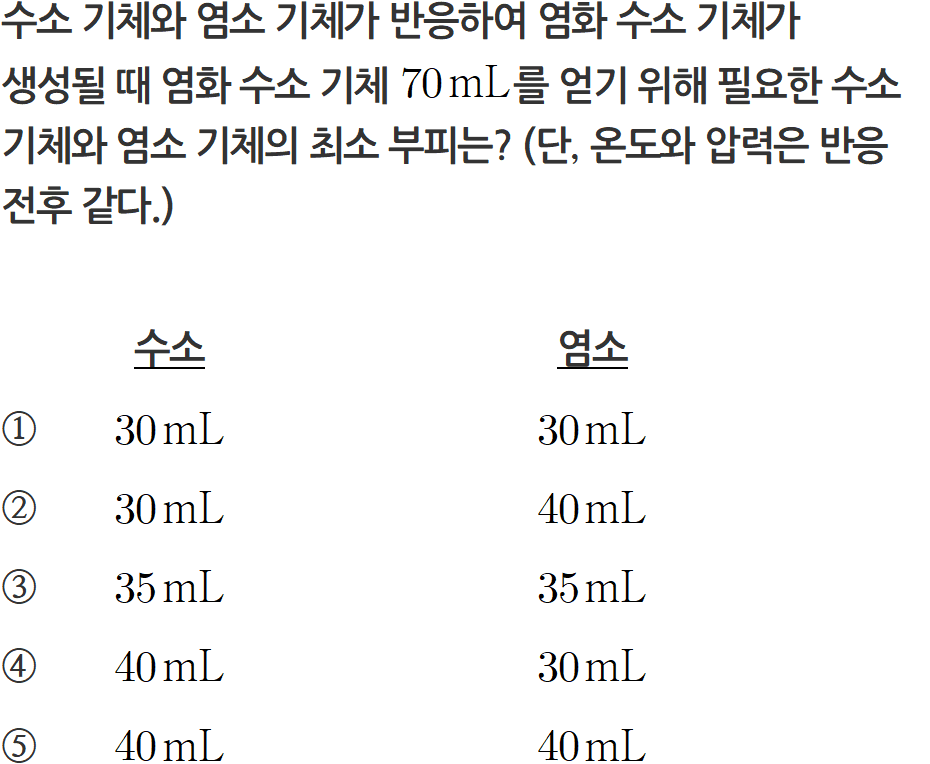 수소 기체와 염소 기체가 반응하여 염화 수소 기체가
생성될 때 염화 수소 기체 70 mL를 얻기 위해 필요한 수소
기체와 염소 기체의 최소 부피는? (단, 온도와 압력은 반응
전후 같다.)
수소 염소
① 30 mL 30 mL
② 30 mL 40 mL
③ 35 mL 35 mL
④ 40 mL 30 mL
⑤ 40 mL 40 mL